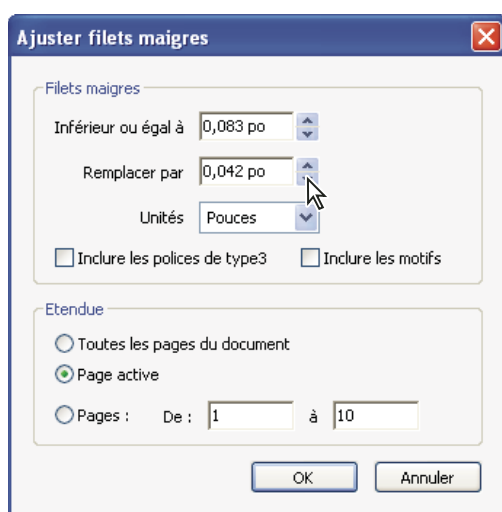 Ajuster filets maigres
Filets maigres
Inférieur ou égal à 0,083 po
Remplacer par 0,042 po
Unités Pouces
Inclure les polices de type3 Inclure les motifs
Etendue
Toutes les pages du document
Page active
Pages : De : 1 à 10
OK Annuler